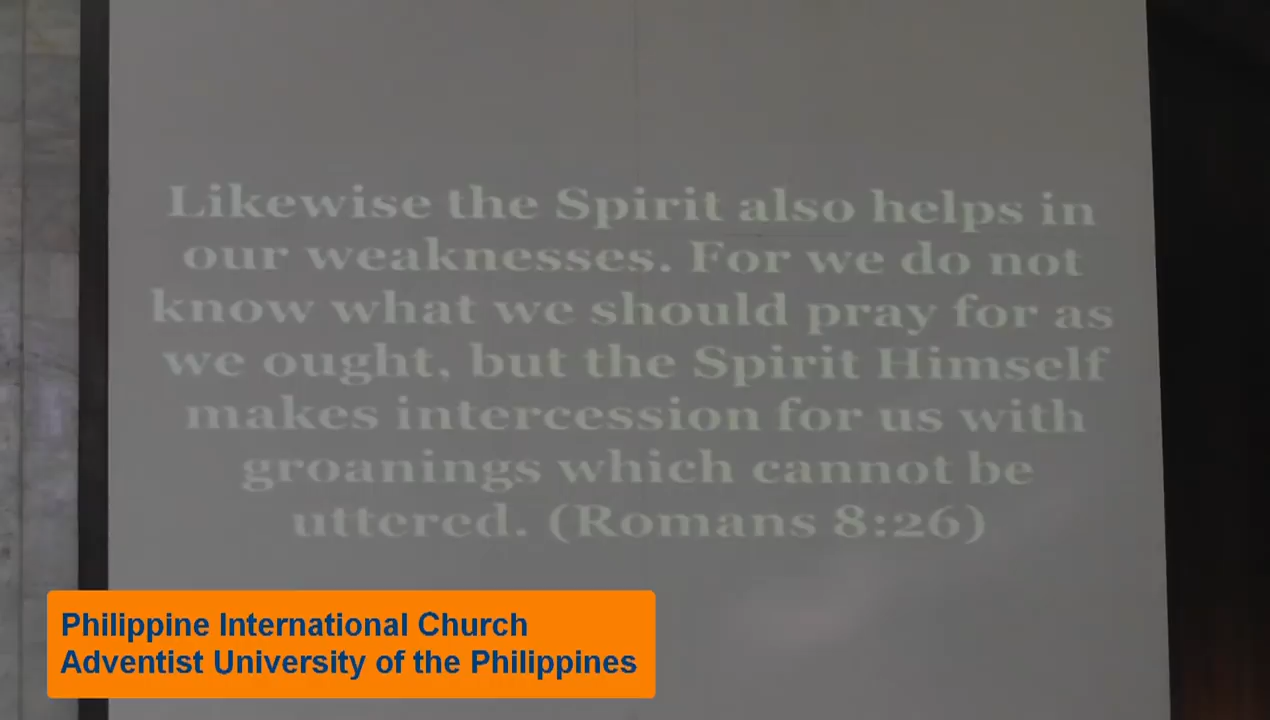 Likewise the Spirit also helps in
our weaknesses. For we do not
know what we should pray for as
we ought, but the Spirit Himself
makes intercession for us with
groanings which cannot be
uttered. (Romans 8:26)
Philippine International Church
Adventist University of the Philippines